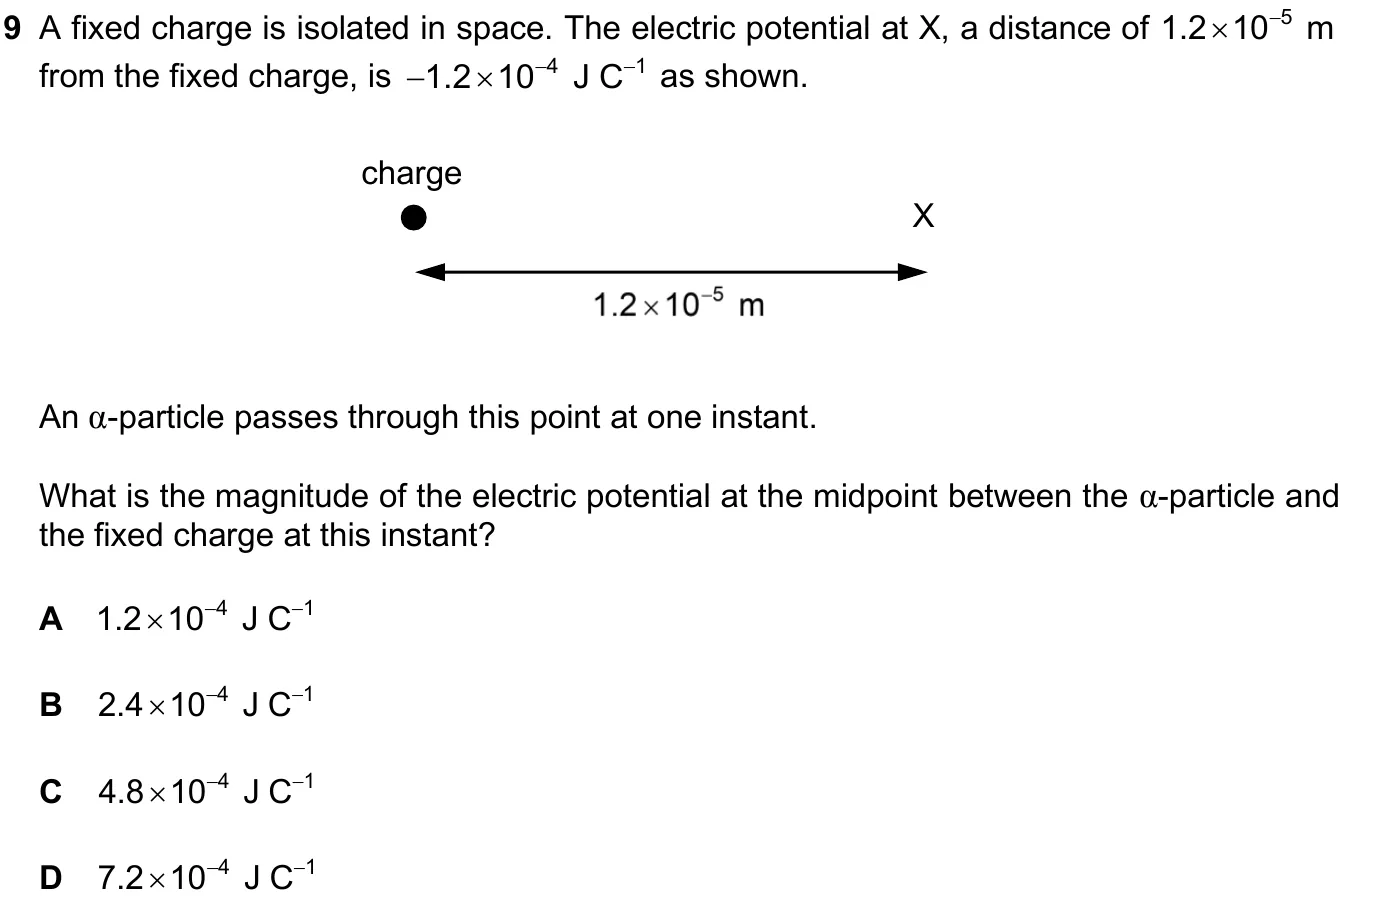 9 A fixed charge is isolated in space. The electric potential at X, a distance of 1.2×10⁻⁵ m
from the fixed charge, is −1.2×10⁻⁴ J C⁻¹ as shown.
charge
X
1.2×10⁻⁵ m
An α-particle passes through this point at one instant.
What is the magnitude of the electric potential at the midpoint between the α-particle and
the fixed charge at this instant?
A 1.2×10⁻⁴ J C⁻¹
B 2.4×10⁻⁴ J C⁻¹
C 4.8×10⁻⁴ J C⁻¹
D 7.2×10⁻⁴ J C⁻¹